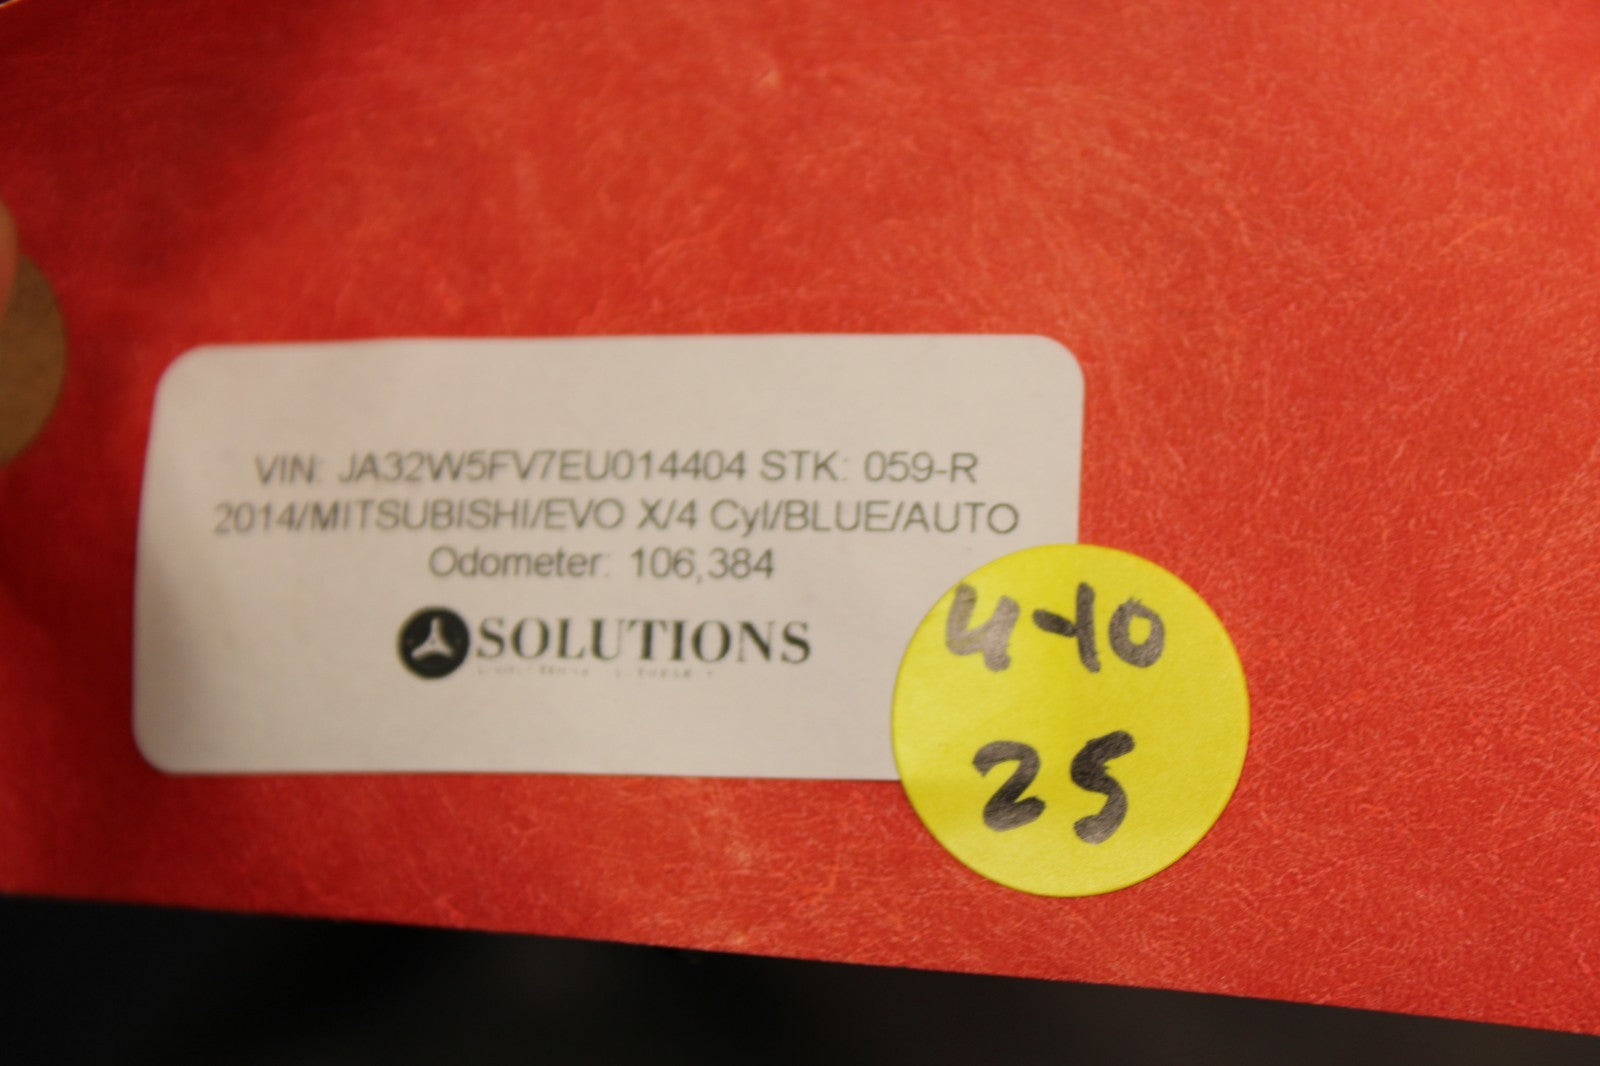 VIN: JA32W5FV7EU014404 STK: 059-R
2014/MITSUBISHI/EVO X/4 Cyl/BLUE/AUTO
Odometer: 106,384
SOLUTIONS
4-10
25